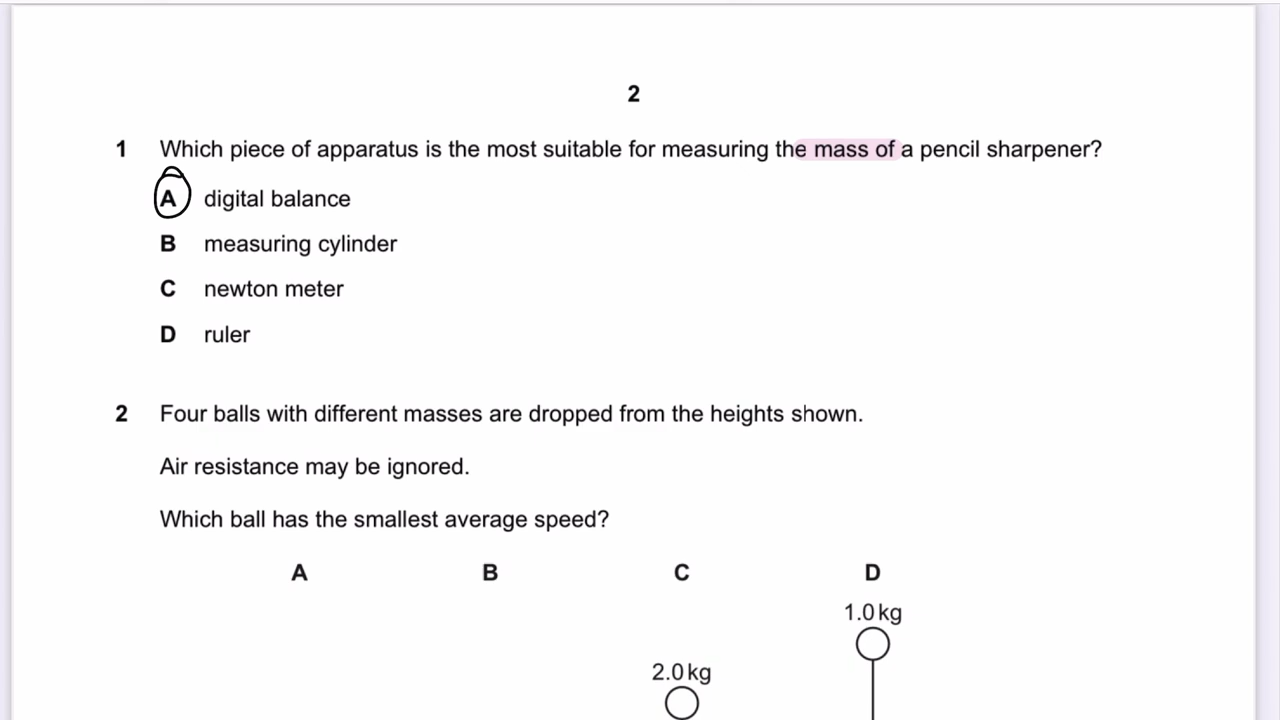 2
1 Which piece of apparatus is the most suitable for measuring the mass of a pencil sharpener?
A digital balance
B measuring cylinder
C newton meter
D ruler
2 Four balls with different masses are dropped from the heights shown.
Air resistance may be ignored.
Which ball has the smallest average speed?
A B C D
1.0 kg
2.0 kg